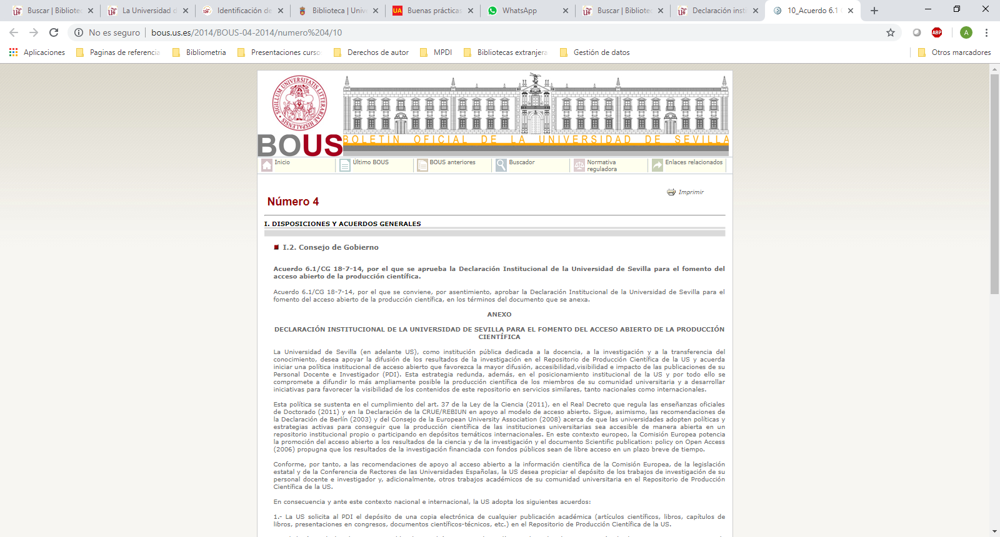 Buscar | Bibliotec
La Universidad d
Identificación de
Biblioteca | Univ
UA
Buenas prácticas
WhatsApp
Buscar | Bibliotec
Declaración insti
10_Acuerdo 6.1
No es seguro
bous.us.es/2014/BOUS-04-2014/numero%204/10
ABP
A
Aplicaciones
Paginas de referencia
Bibliometria
Presentaciones curso
Derechos de autor
MPDI
Bibliotecas extranjera
Gestión de datos
Otros marcadores
SIGILLUM UNIVERSITATIS LITTERARIAE HISPALENSIS
BOUS
BOLETIN OFICIAL DE LA UNIVERSIDAD DE SEVILLA
Inicio
Último BOUS
BOUS anteriores
Buscador
Normativa
reguladora
Enlaces relacionados
Imprimir
Número 4
I. DISPOSICIONES Y ACUERDOS GENERALES
I.2. Consejo de Gobierno
Acuerdo 6.1/CG 18-7-14, por el que se aprueba la Declaración Institucional de la Universidad de Sevilla para el fomento del
acceso abierto de la producción científica.
Acuerdo 6.1/CG 18-7-14, por el que se conviene, por asentimiento, aprobar la Declaración Institucional de la Universidad de Sevilla para el
fomento del acceso abierto de la producción científica, en los términos del documento que se anexa.
ANEXO
DECLARACIÓN INSTITUCIONAL DE LA UNIVERSIDAD DE SEVILLA PARA EL FOMENTO DEL ACCESO ABIERTO DE LA PRODUCCIÓN
CIENTÍFICA
La Universidad de Sevilla (en adelante US), como institución pública dedicada a la docencia, a la investigación y a la transferencia del
conocimiento, desea apoyar la difusión de los resultados de la investigación en el Repositorio de Producción Científica de la US y acuerda
iniciar una política institucional de acceso abierto que favorezca la mayor difusión, accesibilidad,visibilidad e impacto de las publicaciones de su
Personal Docente e Investigador (PDI). Esta estrategia redunda, además, en el posicionamiento institucional de la US y por todo ello se
compromete a difundir lo más ampliamente posible la producción científica de los miembros de su comunidad universitaria y a desarrollar
iniciativas para favorecer la visibilidad de los contenidos de este repositorio en servicios similares, tanto nacionales como internacionales.
Esta política se sustenta en el cumplimiento del art. 37 de la Ley de la Ciencia (2011), en el Real Decreto que regula las enseñanzas oficiales
de Doctorado (2011) y en la Declaración de la CRUE/REBIUN en apoyo al modelo de acceso abierto. Sigue, asimismo, las recomendaciones de
la Declaración de Berlín (2003) y del Consejo de la European University Association (2008) acerca de que las universidades adopten políticas y
estrategias activas para conseguir que la producción científica de las instituciones universitarias sea accesible de manera abierta en un
repositorio institucional propio o participando en depósitos temáticos internacionales. En este contexto europeo, la Comisión Europea potencia
la promoción del acceso abierto a los resultados de la ciencia y de la investigación y el documento Scientific publication: policy on Open Access
(2006) propugna que los resultados de la investigación financiada con fondos públicos sean de libre acceso en un plazo breve de tiempo.
Conforme, por tanto, a las recomendaciones de apoyo al acceso abierto a la información científica de la Comisión Europea, de la legislación
estatal y de la Conferencia de Rectores de las Universidades Españolas, la US desea propiciar el depósito de los trabajos de investigación de su
personal docente e investigador y, adicionalmente, otros trabajos académicos de su comunidad universitaria en el Repositorio de Producción
Científica de la US.
En consecuencia y ante este contexto nacional e internacional, la US adopta los siguientes acuerdos:
1.- La US solicita al PDI el depósito de una copia electrónica de cualquier publicación académica (artículos científicos, libros, capítulos de
libros, presentaciones en congresos, documentos científicos-técnicos, etc.) en el Repositorio de Producción Científica de la US.